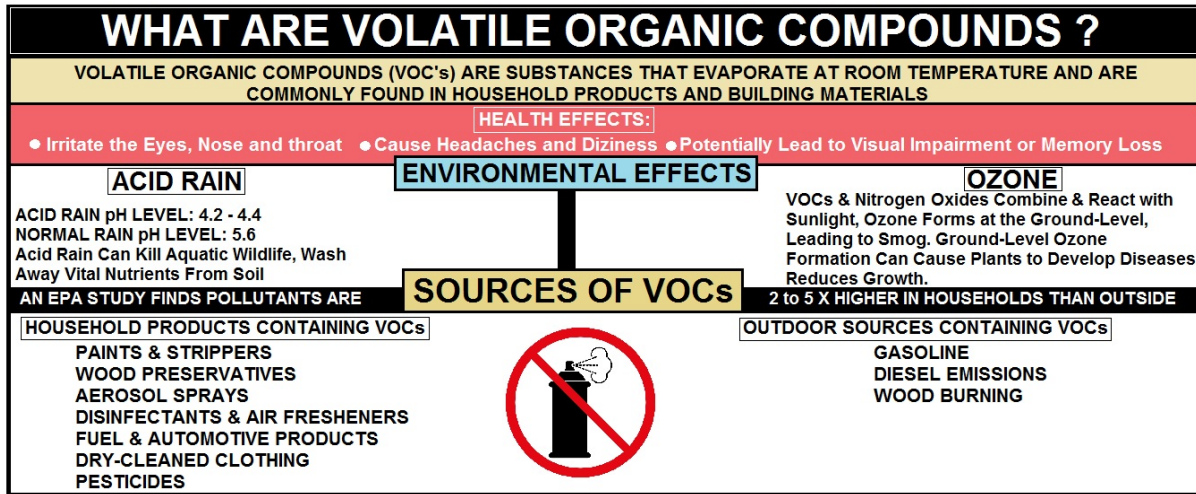 WHAT ARE VOLATILE ORGANIC COMPOUNDS ?
VOLATILE ORGANIC COMPOUNDS (VOC's) ARE SUBSTANCES THAT EVAPORATE AT ROOM TEMPERATURE AND ARE
COMMONLY FOUND IN HOUSEHOLD PRODUCTS AND BUILDING MATERIALS
HEALTH EFFECTS:
● Irritate the Eyes, Nose and throat ● Cause Headaches and Diziness ● Potentially Lead to Visual Impairment or Memory Loss
ENVIRONMENTAL EFFECTS
ACID RAIN
ACID RAIN pH LEVEL: 4.2 - 4.4
NORMAL RAIN pH LEVEL: 5.6
Acid Rain Can Kill Aquatic Wildlife, Wash
Away Vital Nutrients From Soil
OZONE
VOCs & Nitrogen Oxides Combine & React with
Sunlight, Ozone Forms at the Ground-Level,
Leading to Smog. Ground-Level Ozone
Formation Can Cause Plants to Develop Diseases
Reduces Growth.
SOURCES OF VOCs
AN EPA STUDY FINDS POLLUTANTS ARE 2 to 5 X HIGHER IN HOUSEHOLDS THAN OUTSIDE
HOUSEHOLD PRODUCTS CONTAINING VOCs
PAINTS & STRIPPERS
WOOD PRESERVATIVES
AEROSOL SPRAYS
DISINFECTANTS & AIR FRESHENERS
FUEL & AUTOMOTIVE PRODUCTS
DRY-CLEANED CLOTHING
PESTICIDES
OUTDOOR SOURCES CONTAINING VOCs
GASOLINE
DIESEL EMISSIONS
WOOD BURNING